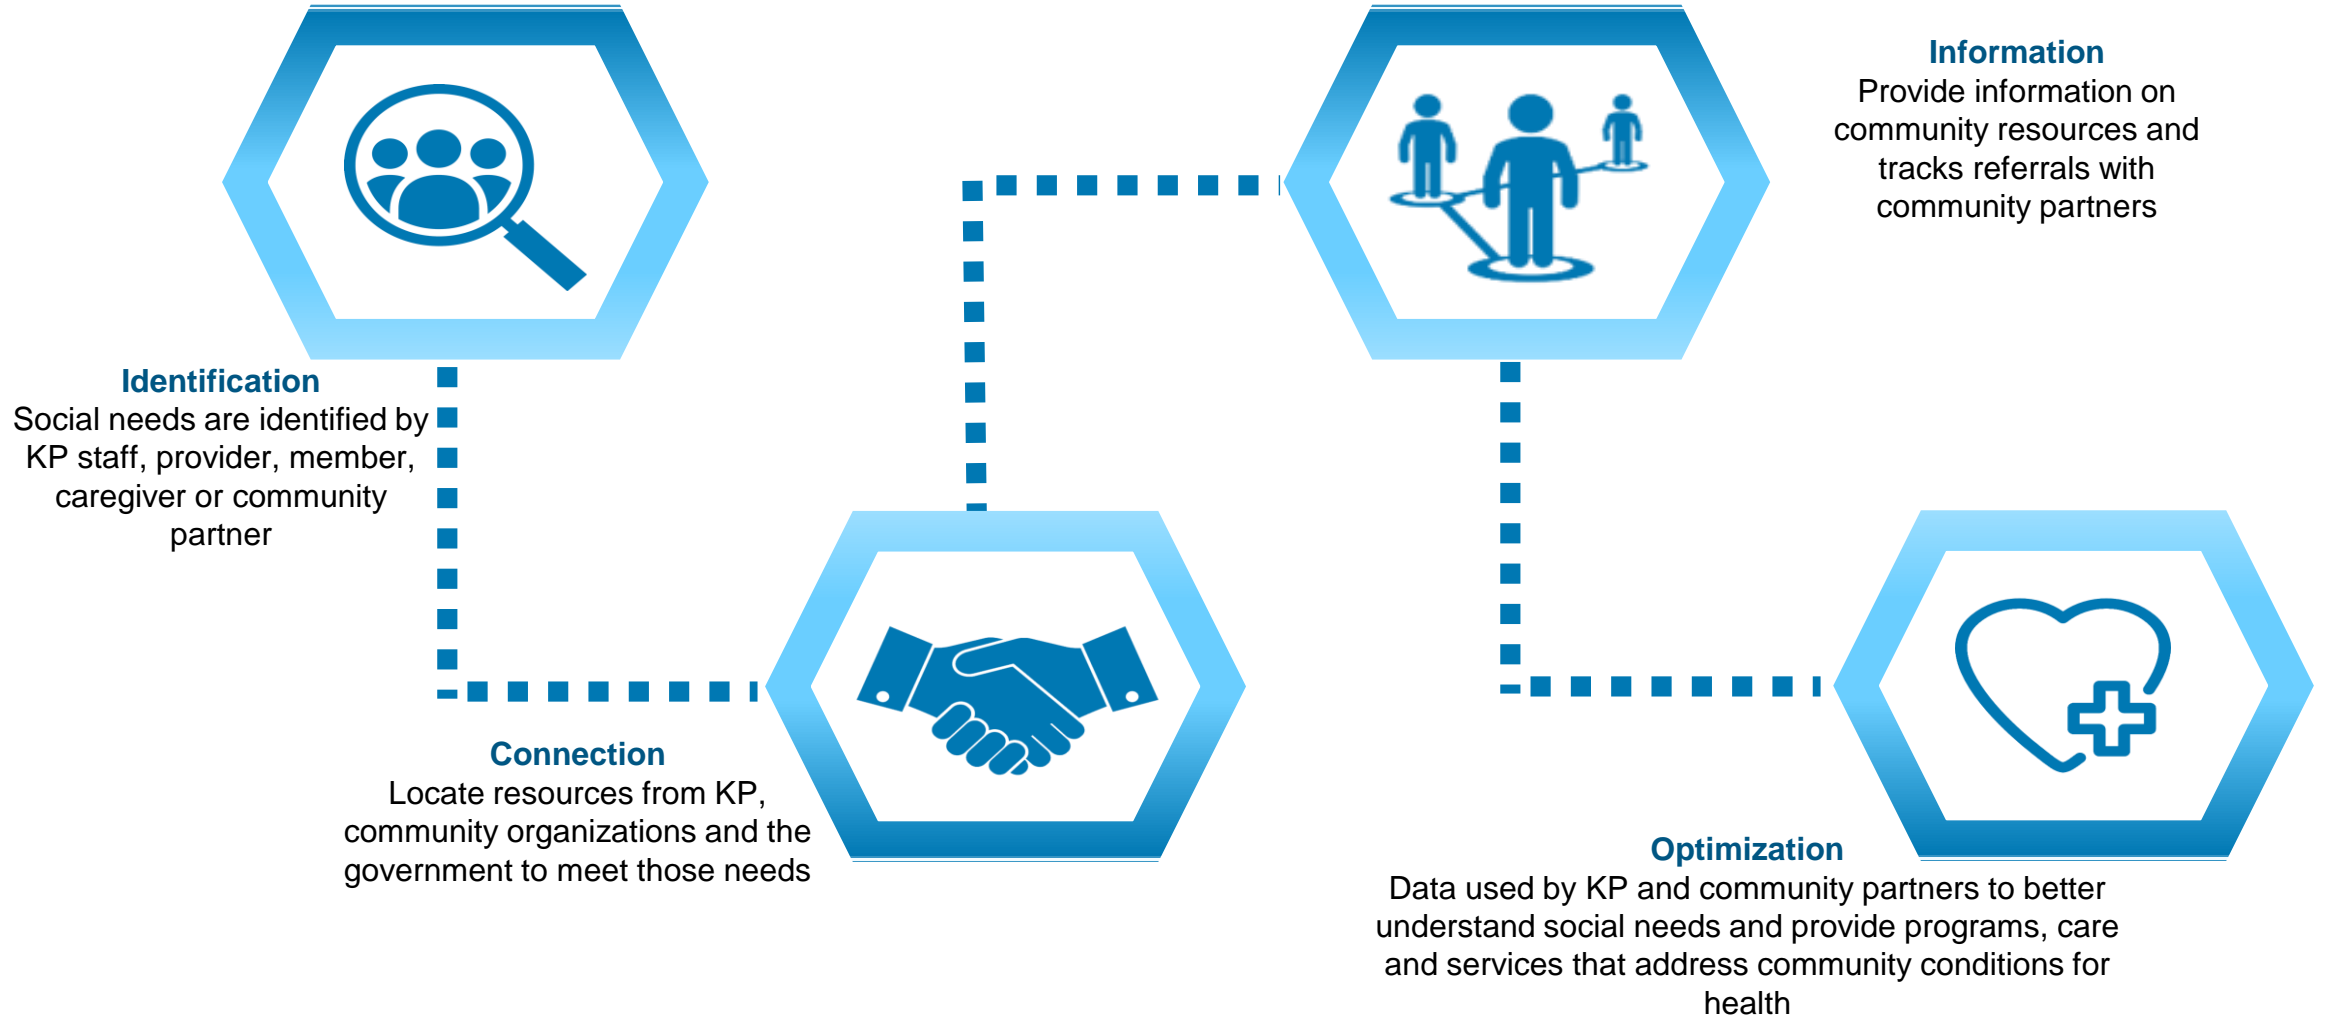 Identification
Social needs are identified by
KP staff, provider, member,
caregiver or community
partner
Connection
Locate resources from KP,
community organizations and the
government to meet those needs
Information
Provide information on
community resources and
tracks referrals with
community partners
Optimization
Data used by KP and community partners to better
understand social needs and provide programs, care
and services that address community conditions for
health